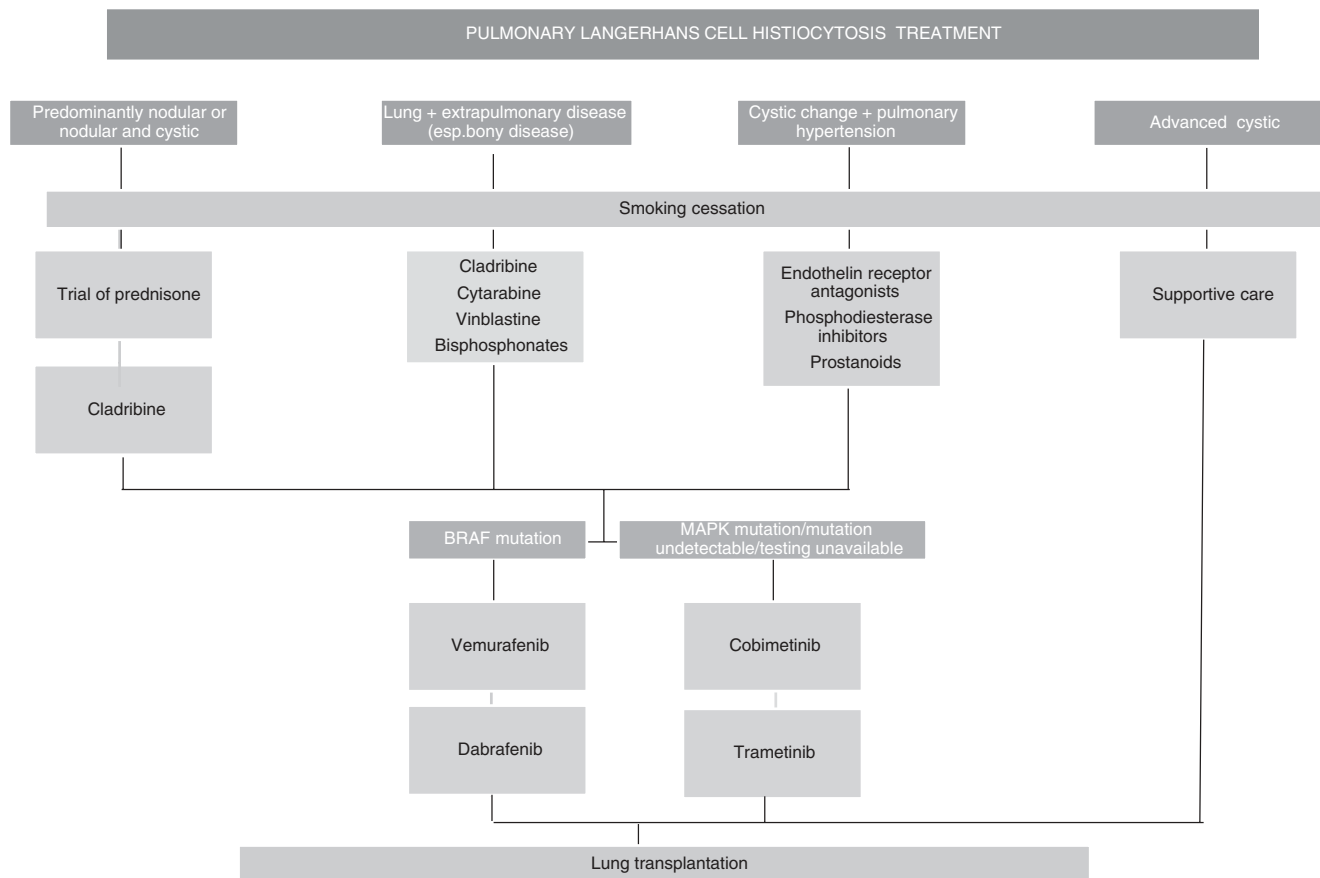 PULMONARY LANGERHANS CELL HISTIOCYTOSIS TREATMENT
Predominantly nodular or
nodular and cystic
Lung + extrapulmonary disease
(esp.bony disease)
Cystic change + pulmonary
hypertension
Advanced cystic
Smoking cessation
Trial of prednisone
Cladribine
Cladribine
Cytarabine
Vinblastine
Bisphosphonates
Endothelin receptor
antagonists
Phosphodiesterase
inhibitors
Prostanoids
Supportive care
BRAF mutation
MAPK mutation/mutation
undetectable/testing unavailable
Vemurafenib
Cobimetinib
Dabrafenib
Trametinib
Lung transplantation